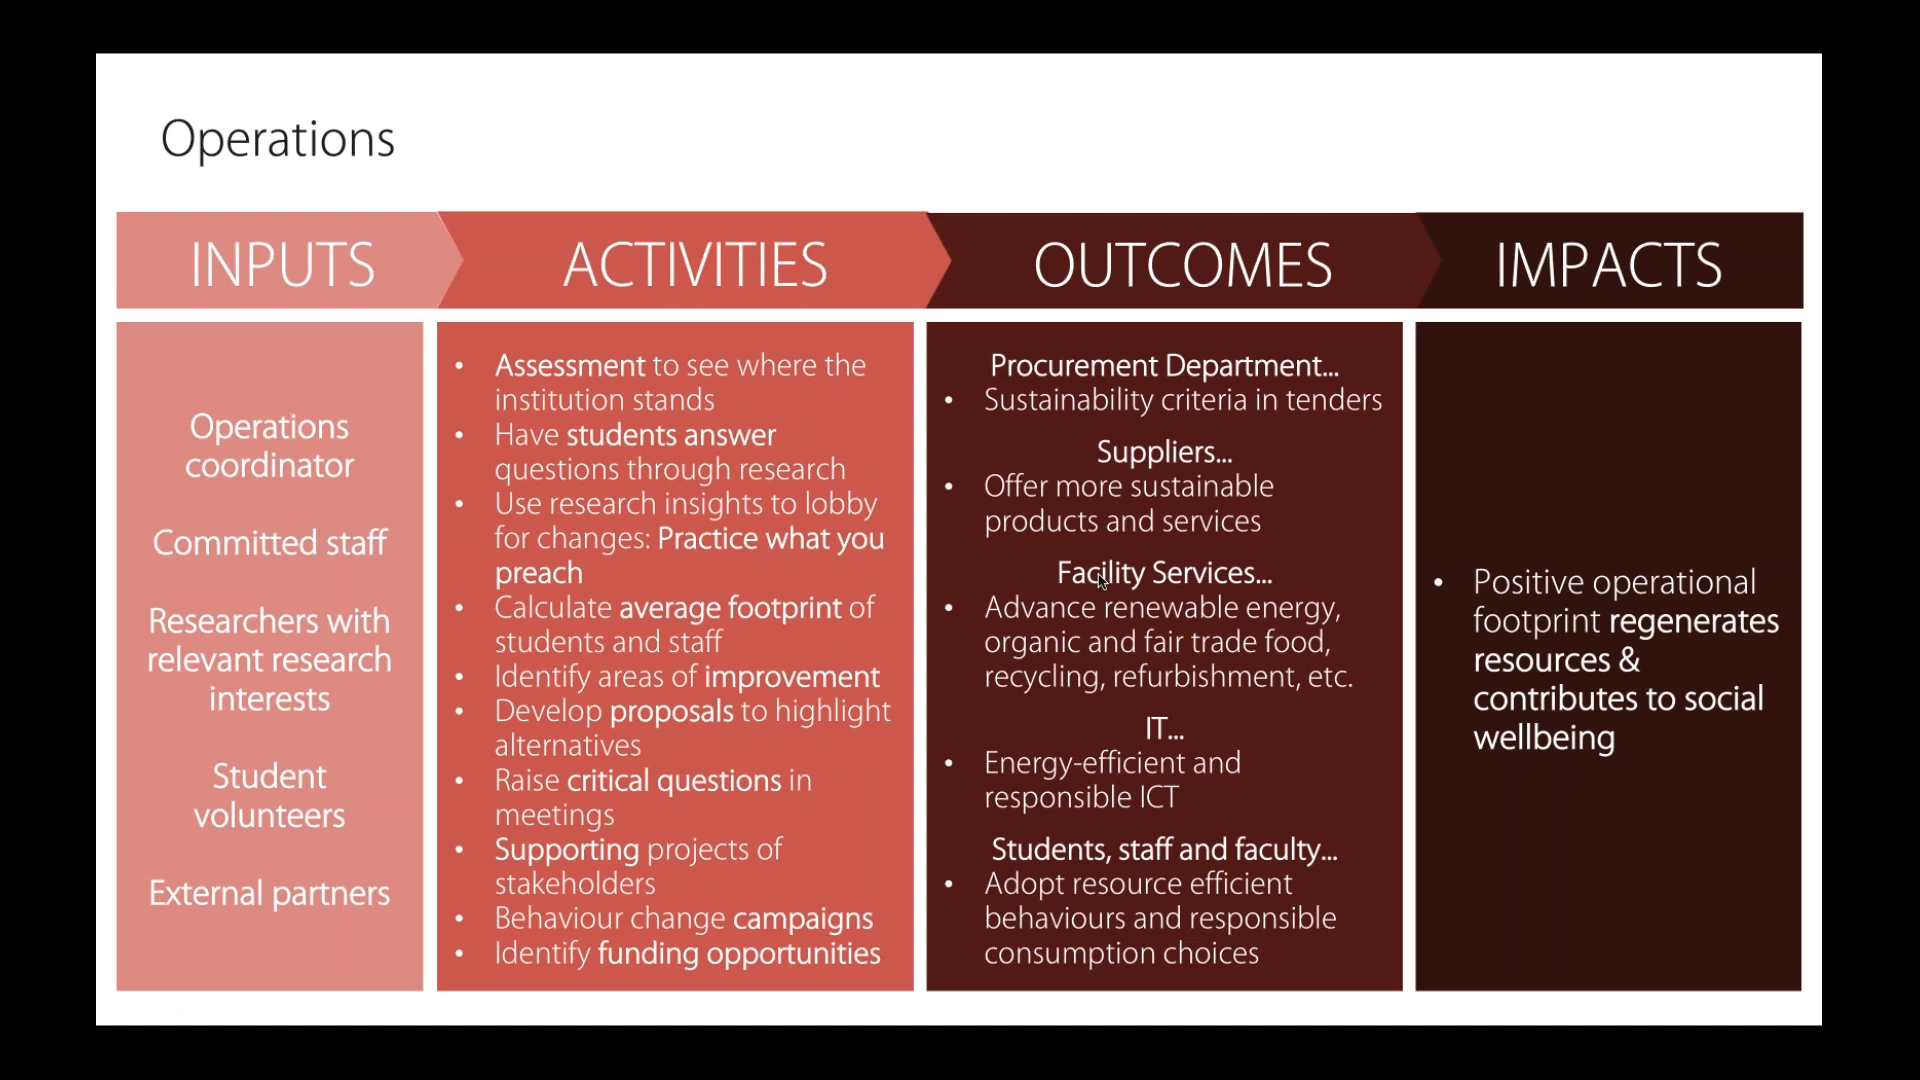 Operations
INPUTS
ACTIVITIES
OUTCOMES
IMPACTS
Operations
coordinator
Committed staff
Researchers with
relevant research
interests
Student
volunteers
External partners
• Assessment to see where the
institution stands
• Have students answer
questions through research
• Use research insights to lobby
for changes: Practice what you
preach
• Calculate average footprint of
students and staff
• Identify areas of improvement
• Develop proposals to highlight
alternatives
• Raise critical questions in
meetings
• Supporting projects of
stakeholders
• Behaviour change campaigns
• Identify funding opportunities
Procurement Department...
• Sustainability criteria in tenders
Suppliers...
• Offer more sustainable
products and services
Facility Services...
• Advance renewable energy,
organic and fair trade food,
recycling, refurbishment, etc.
IT...
• Energy-efficient and
responsible ICT
Students, staff and faculty...
• Adopt resource efficient
behaviours and responsible
consumption choices
• Positive operational
footprint regenerates
resources &
contributes to social
wellbeing